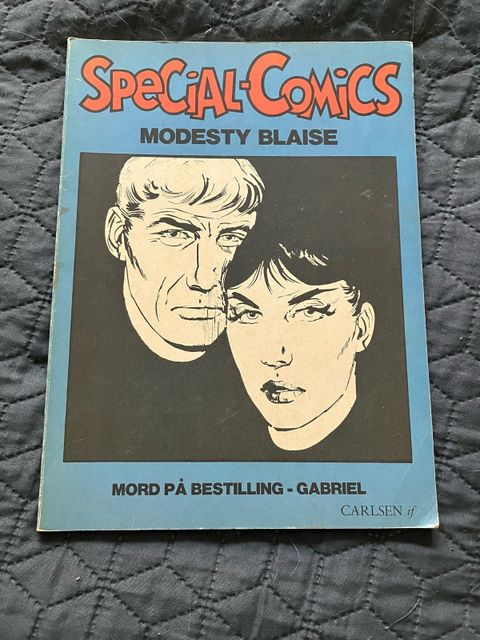 SPECIAL-COMICS
MODESTY BLAISE
MORD PÅ BESTILLING - GABRIEL
CARLSEN if